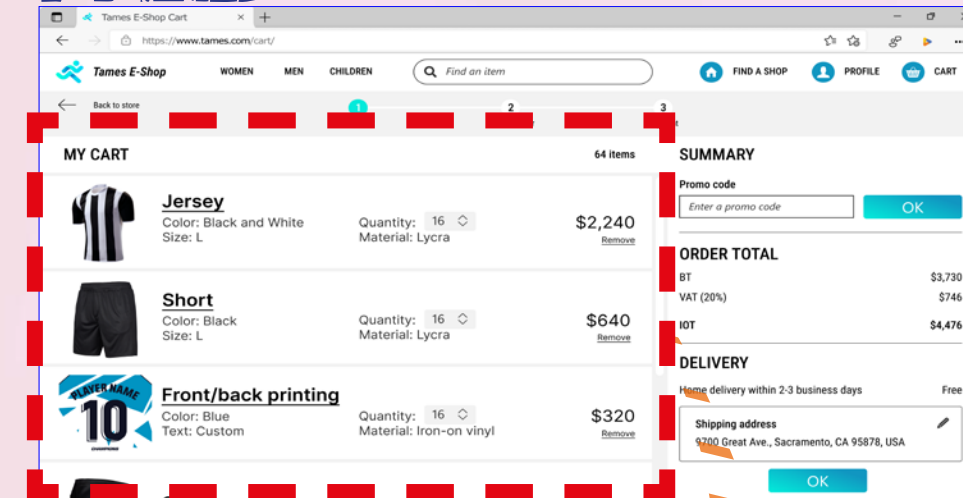 Tames E-Shop Cart
https://www.tames.com/cart/
Tames E-Shop
WOMEN
MEN
CHILDREN
Find an item
FIND A SHOP
PROFILE
CART
Back to store
1
2
3
MY CART
64 items
Jersey
Color: Black and White
Size: L
Quantity: 16
Material: Lycra
$2,240
Remove
Short
Color: Black
Size: L
Quantity: 16
Material: Lycra
$640
Remove
PLAYER NAME
10
CHAMPIONS
Front/back printing
Color: Blue
Text: Custom
Quantity: 16
Material: Iron-on vinyl
$320
Remove
SUMMARY
Promo code
Enter a promo code
OK
ORDER TOTAL
BT
$3,730
VAT (20%)
$746
IOT
$4,476
DELIVERY
Home delivery within 2-3 business days
Free
Shipping address
9700 Great Ave., Sacramento, CA 95878, USA
OK